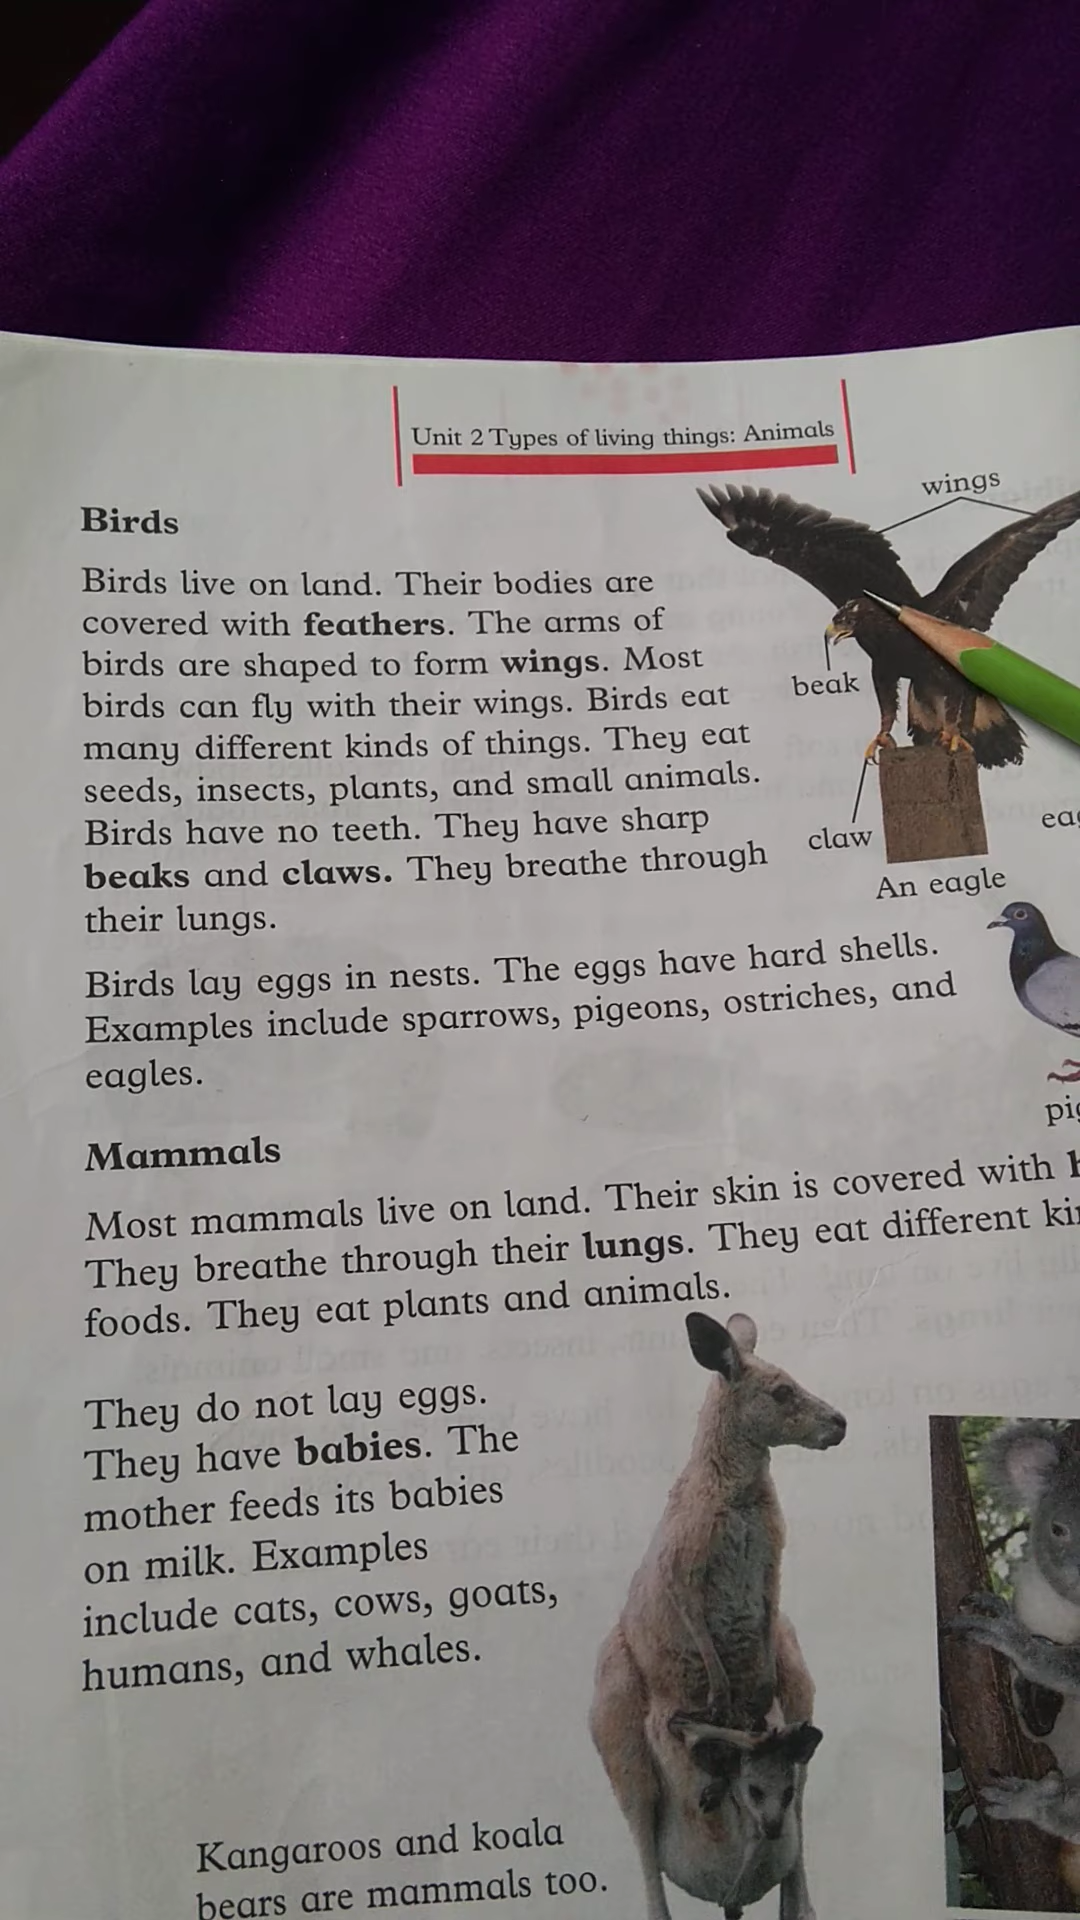 Unit 2 Types of living things: Animals
wings
Birds
Birds live on land. Their bodies are
covered with feathers. The arms of
birds are shaped to form wings. Most
birds can fly with their wings. Birds eat
many different kinds of things. They eat
seeds, insects, plants, and small animals.
Birds have no teeth. They have sharp
beaks and claws. They breathe through
their lungs.
beak
claw
An eagle
Birds lay eggs in nests. The eggs have hard shells.
Examples include sparrows, pigeons, ostriches, and
eagles.
Mammals
Most mammals live on land. Their skin is covered with
They breathe through their lungs. They eat different
foods. They eat plants and animals.
They do not lay eggs.
They have babies. The
mother feeds its babies
on milk. Examples
include cats, cows, goats,
humans, and whales.
Kangaroos and koala
bears are mammals too.